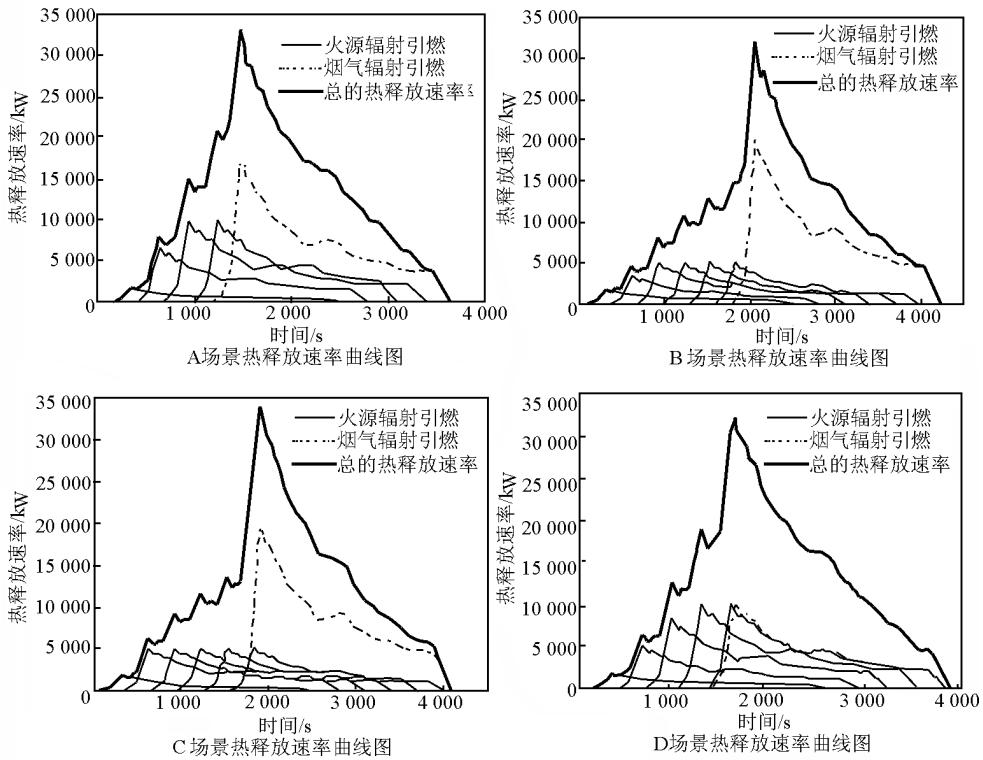 35 000
30 000
25 000
20 000
15 000
10 000
5 000
0
热释放速率/kW
火源辐射引燃
烟气辐射引燃
总的热释放速率
1 000
2 000
3 000
4 000
时间/s
A场景热释放速率曲线图
35 000
30 000
25 000
20 000
15 000
10 000
5 000
0
热释放速率/kW
火源辐射引燃
烟气辐射引燃
总的热释放速率
1 000
2 000
3 000
4 000
时间/s
B 场景热释放速率曲线图
35 000
30 000
25 000
20 000
15 000
10 000
5 000
0
热释放速率/kW
火源辐射引燃
烟气辐射引燃
总的热释放速率
1 000
2 000
3 000
4 000
时间/s
C 场景热释放速率曲线图
35 000
30 000
25 000
20 000
15 000
10 000
5 000
0
热释放速率/kW
火源辐射引燃
烟气辐射引燃
总的热释放速率
1 000
2 000
3 000
4 000
时间/s
D场景热释放速率曲线图